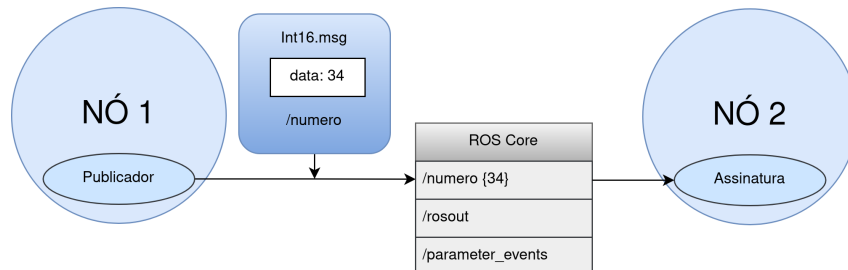 NÓ 1
Publicador
Int16.msg
data: 34
/numero
ROS Core
/numero {34}
/rosout
/parameter_events
NÓ 2
Assinatura